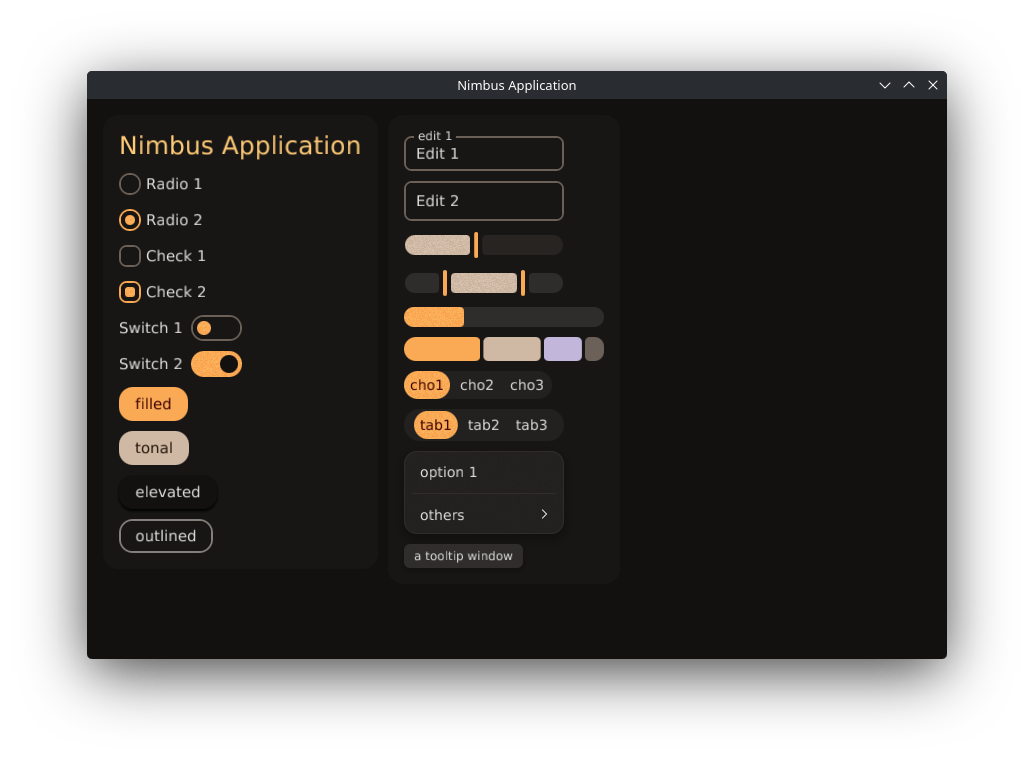 Nimbus Application
Nimbus Application
Radio 1
Radio 2
Check 1
Check 2
Switch 1
Switch 2
filled
tonal
elevated
outlined
edit 1
Edit 1
Edit 2
cho1 cho2 cho3
tab1 tab2 tab3
option 1
others
a tooltip window